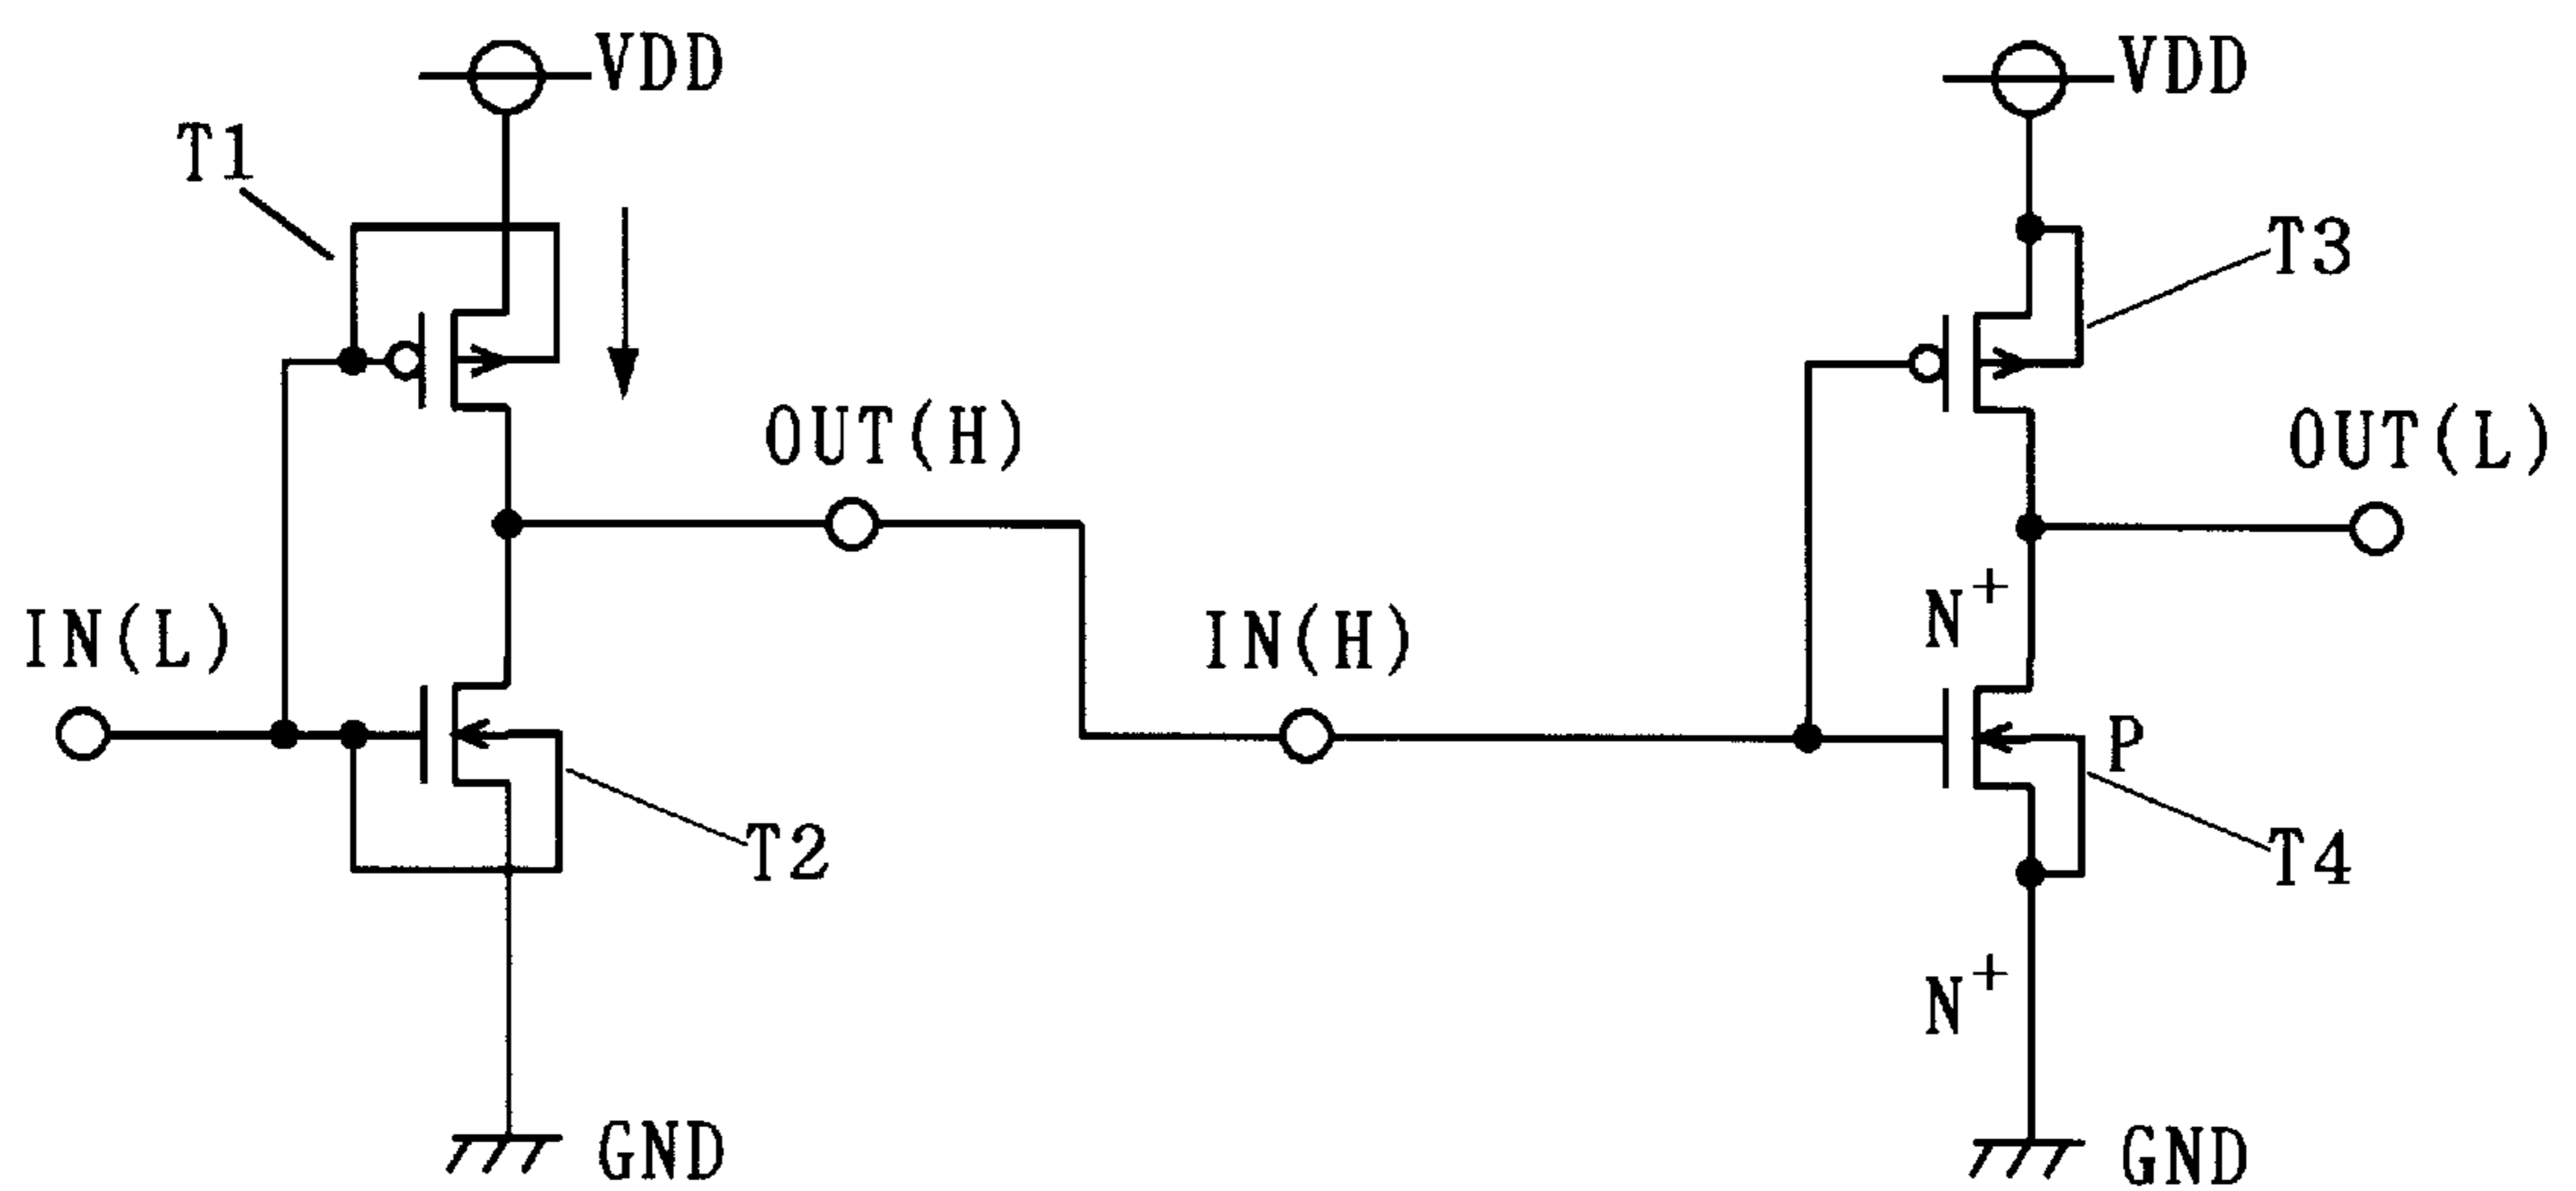 VDD
VDD
T1
T3
OUT(H)
OUT(L)
N+
IN(L)
IN(H)
P
T2
T4
N+
GND
GND